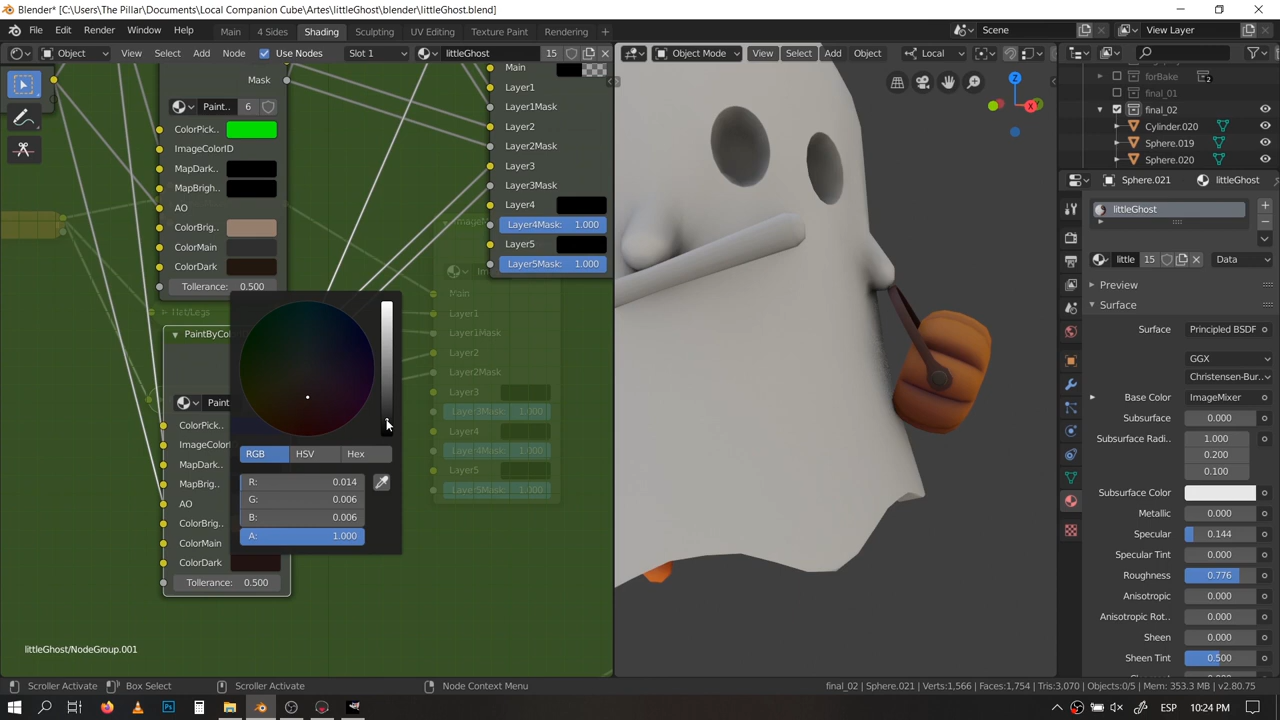 Blender* [C:\Users\The Pillar\Documents\Local Companion Cube\Artes\littleGhost\blender\littleGhost.blend]
File Edit Render Window Help Main 4 Sides Shading Sculpting UV Editing Texture Paint Rendering + Scene View Layer
Object View Select Add Node Use Nodes Slot 1 littleGhost 15
Object Mode View Select Add Object Local
Mask
Paint.. 6
ColorPick..
ImageColorID
MapDark..
MapBrigh..
AO
ColorBrig..
ColorMain
ColorDark
Tollerance: 0.500
Main
Layer1
Layer1Mask
Layer2
Layer2Mask
Layer3
Layer3Mask
Layer4
Layer4Mask: 1.000
Layer5
Layer5Mask: 1.000
Hat/Legs
PaintByCol
Paint
ColorPick..
ImageColorI
MapDark..
MapBrig..
AO
ColorBrig..
ColorMain
ColorDark
Tollerance: 0.500
RGB HSV Hex
R: 0.014
G: 0.006
B: 0.006
A: 1.000
Main
Layer1
Layer1Mask
Layer2
Layer2Mask
Layer3
Layer3Mask 1.000
Layer4
Layer4Mask 1.000
Layer5
Layer5Mask 1.000
littleGhost/NodeGroup.001
X
forBake 2
final_01
final_02
Cylinder.020
Sphere.019
Sphere.020
Sphere.021 littleGhost
littleGhost
little 15 Data
Preview
Surface
Surface Principled BSDF
GGX
Christensen-Bur..
Base Color ImageMixer
Subsurface 0.000
Subsurface Radi.. 1.000
0.200
0.100
Subsurface Color
Metallic 0.000
Specular 0.144
Specular Tint 0.000
Roughness 0.776
Anisotropic 0.000
Anisotropic Rot.. 0.000
Sheen 0.000
Sheen Tint 0.500
Scroller Activate Box Select Scroller Activate Node Context Menu
final_02 | Sphere.021 | Verts:1,566 | Faces:1,754 | Tris:3,070 | Objects:0/5 | Mem: 353.3 MB | v2.80.75
ESP 10:24 PM